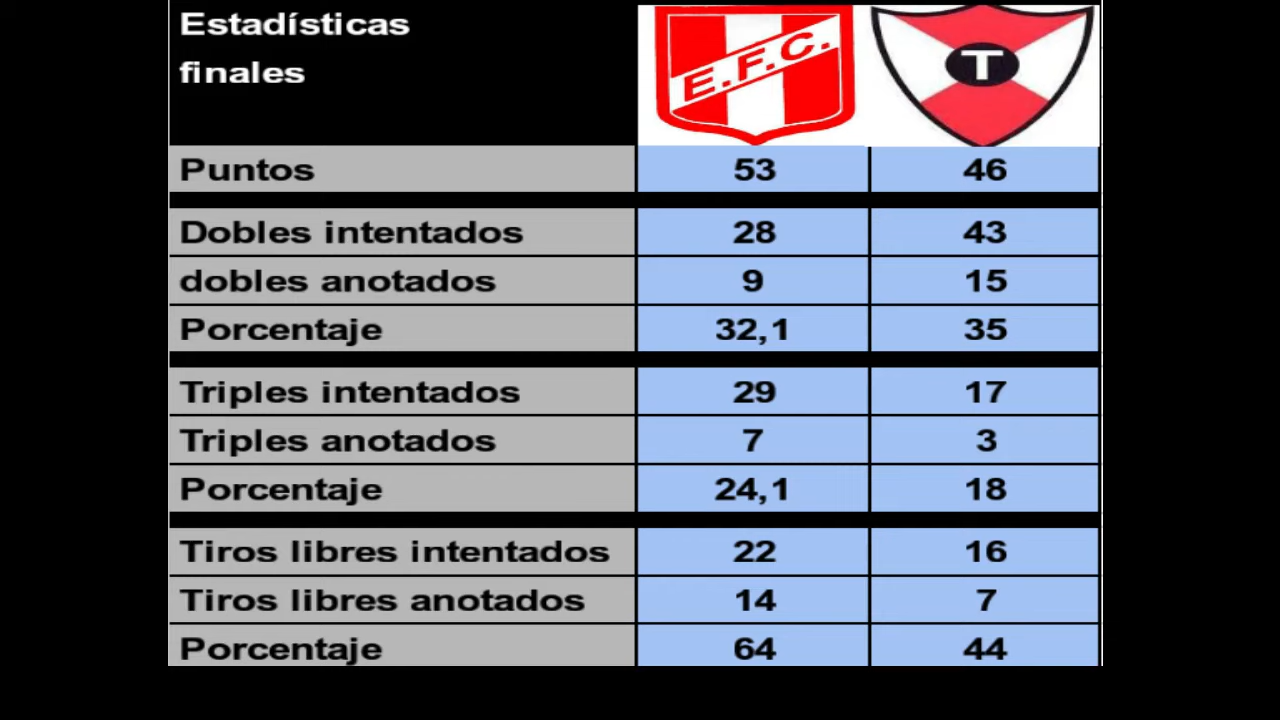 Estadísticas
finales
E.F.C.
T
Puntos 53 46
Dobles intentados 28 43
dobles anotados 9 15
Porcentaje 32,1 35
Triples intentados 29 17
Triples anotados 7 3
Porcentaje 24,1 18
Tiros libres intentados 22 16
Tiros libres anotados 14 7
Porcentaje 64 44